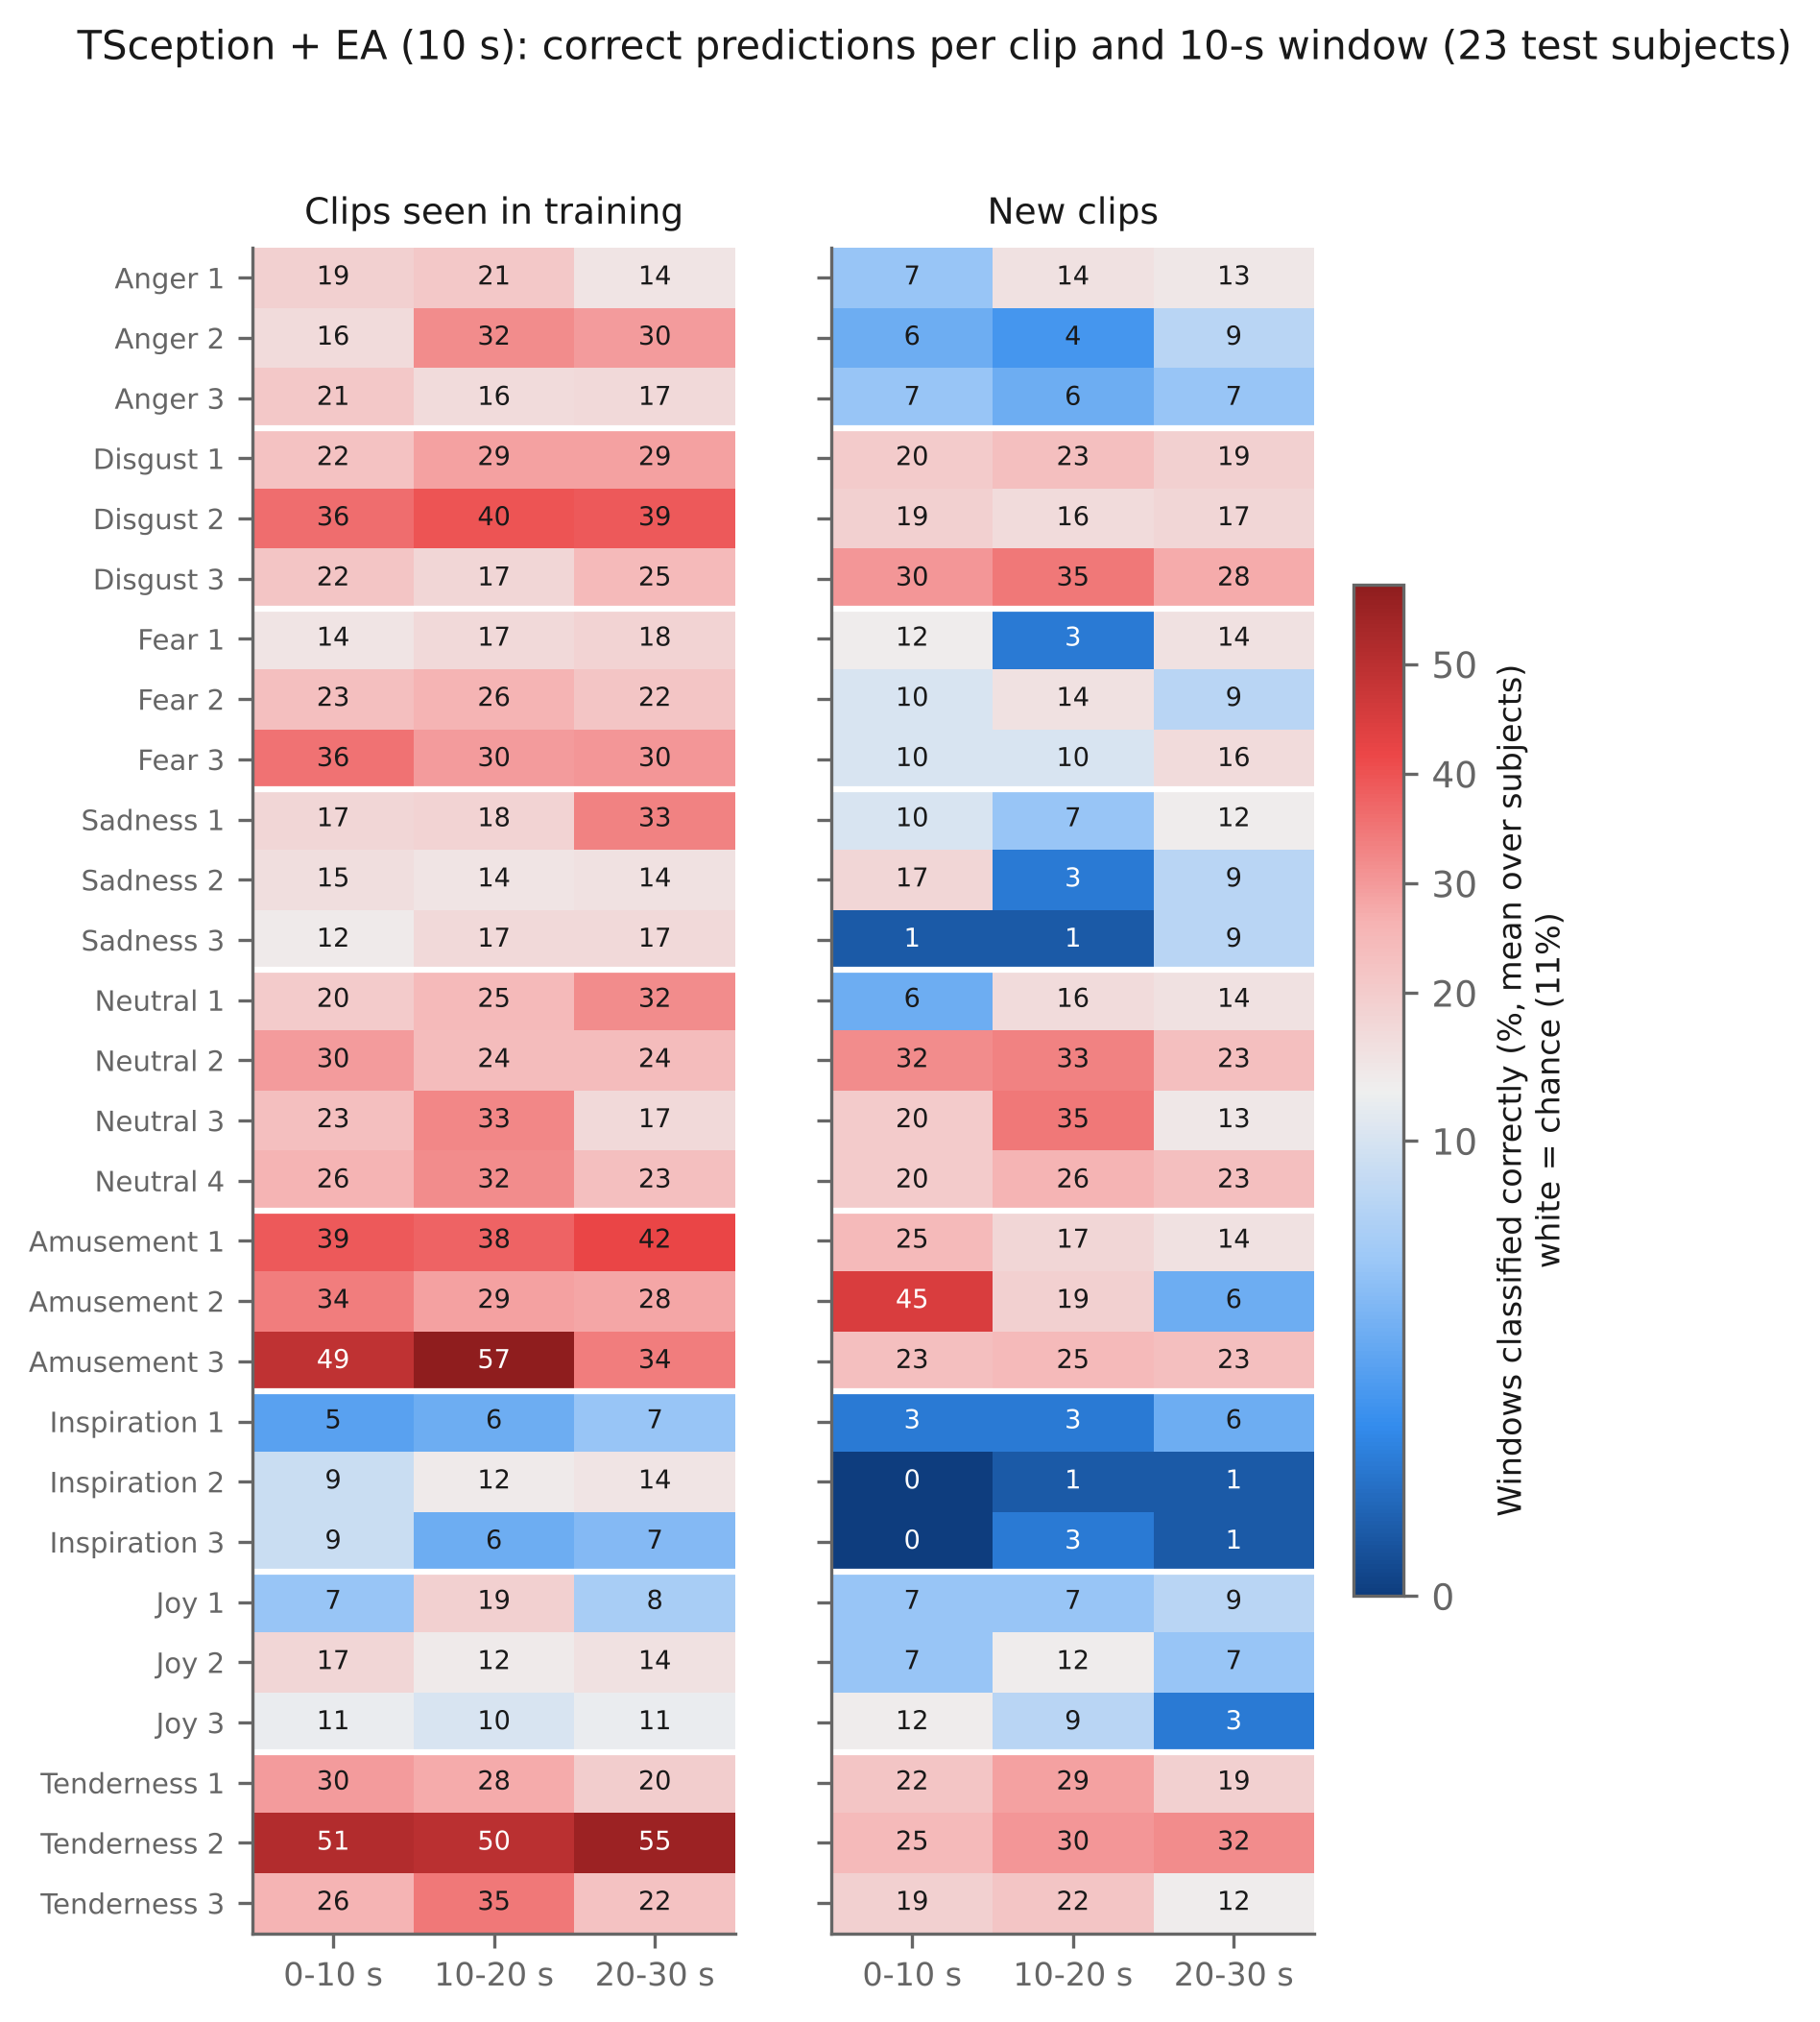 TSception + EA (10 s): correct predictions per clip and 10-s window (23 test subjects)
Clips seen in training
New clips
Anger 1 19 21 14 7 14 13
Anger 2 16 32 30 6 4 9
Anger 3 21 16 17 7 6 7
Disgust 1 22 29 29 20 23 19
Disgust 2 36 40 39 19 16 17
Disgust 3 22 17 25 30 35 28
Fear 1 14 17 18 12 3 14
Fear 2 23 26 22 10 14 9
Fear 3 36 30 30 10 10 16
Sadness 1 17 18 33 10 7 12
Sadness 2 15 14 14 17 3 9
Sadness 3 12 17 17 1 1 9
Neutral 1 20 25 32 6 16 14
Neutral 2 30 24 24 32 33 23
Neutral 3 23 33 17 20 35 13
Neutral 4 26 32 23 20 26 23
Amusement 1 39 38 42 25 17 14
Amusement 2 34 29 28 45 19 6
Amusement 3 49 57 34 23 25 23
Inspiration 1 5 6 7 3 3 6
Inspiration 2 9 12 14 0 1 1
Inspiration 3 9 6 7 0 3 1
Joy 1 7 19 8 7 7 9
Joy 2 17 12 14 7 12 7
Joy 3 11 10 11 12 9 3
Tenderness 1 30 28 20 22 29 19
Tenderness 2 51 50 55 25 30 32
Tenderness 3 26 35 22 19 22 12
0-10 s 10-20 s 20-30 s 0-10 s 10-20 s 20-30 s
50
40
30
20
10
0
Windows classified correctly (%, mean over subjects)
white = chance (11%)